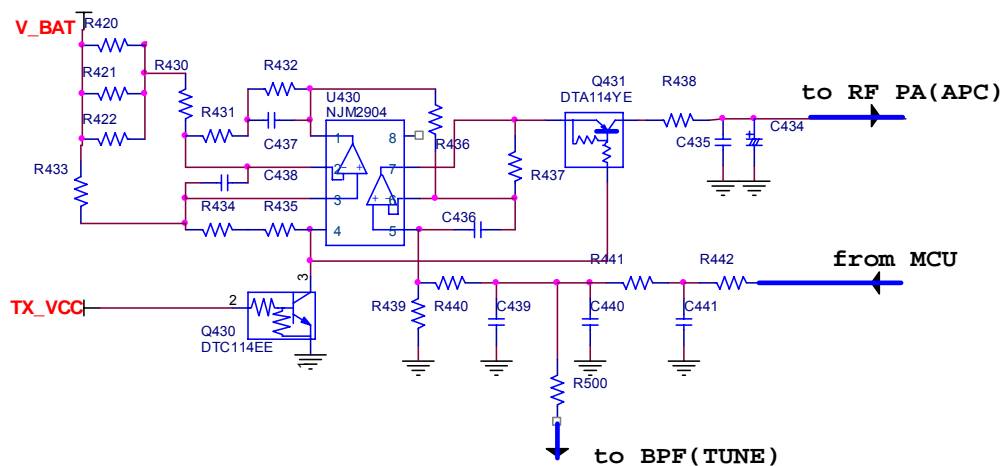 V_BAT
R420
R421
R422
R430
R431
R432
C437
U430
NJM2904
1
2
3
4
8
7
6
5
R436
C438
R433
R434
R435
C436
R437
Q431
DTA114YE
R438
C435
C434
to RF PA(APC)
TX_VCC
2
3
Q430
DTC114EE
1
R439
R440
C439
R441
C440
C441
R442
from MCU
R500
to BPF(TUNE)